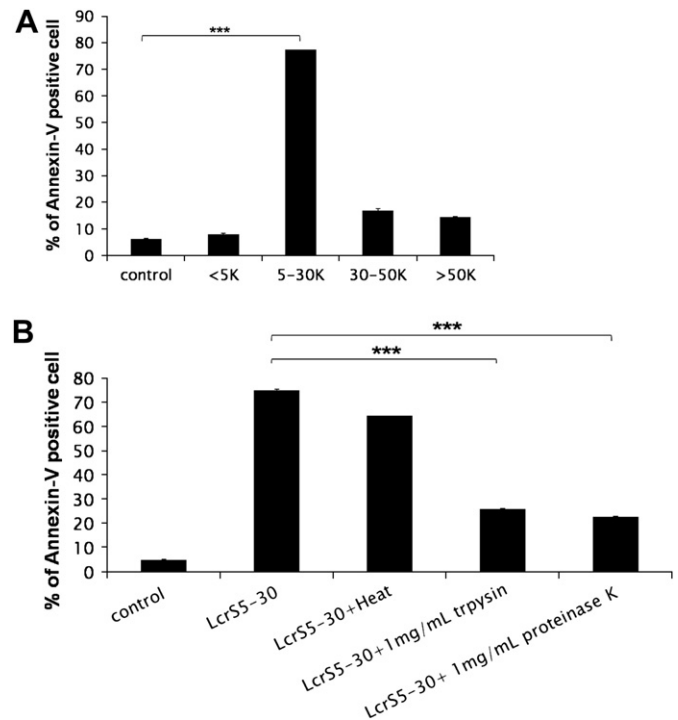 A
% of Annexin-V positive cell
90
80
70
60
50
40
30
20
10
0
***
control
<5K
5-30K
30-50K
>50K
B
% of Annexin-V positive cell
80
70
60
50
40
30
20
10
0
***
***
control
LcrS5-30
LcrS5-30+Heat
LcrS5-30+1mg/mL trpysin
LcrS5-30+ 1mg/mL proteinase K